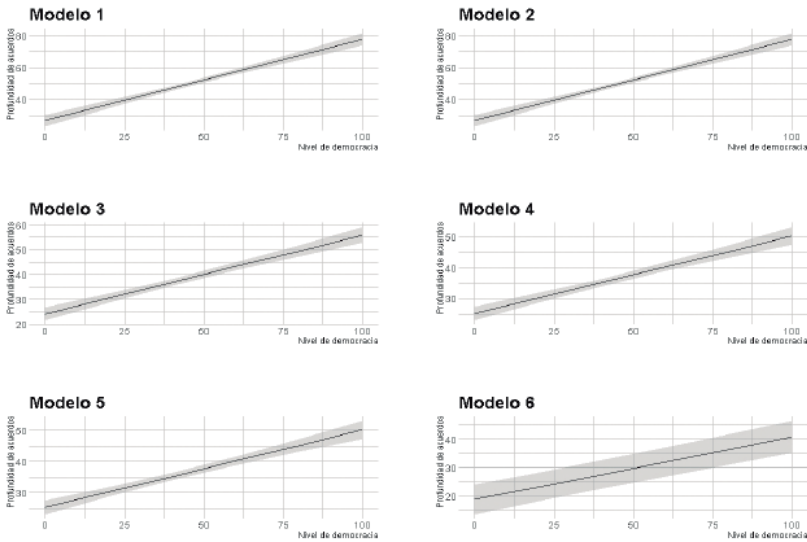 Modelo 1
Profundidad de acuerdos
80
60
40
0 25 50 75 100
Nivel de democracia
Modelo 2
Profundidad de acuerdos
80
60
40
0 25 50 75 100
Nivel de democracia
Modelo 3
Profundidad de acuerdos
60
50
40
30
20
0 25 50 75 100
Nivel de democracia
Modelo 4
Profundidad de acuerdos
50
40
30
0 25 50 75 100
Nivel de democracia
Modelo 5
Profundidad de acuerdos
50
40
30
0 25 50 75 100
Nivel de democracia
Modelo 6
Profundidad de acuerdos
40
30
20
0 25 50 75 100
Nivel de democracia